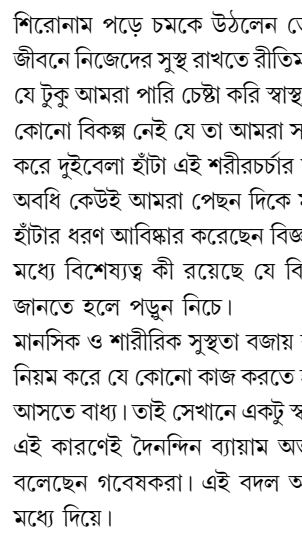 শিরোনাম পড়ে চমকে উঠলেন
জীবনে নিজেদের সুস্থ রাখতে
যে টুকু আমরা পারি চেষ্টা করি
কোনো বিকল্প নেই যে তা আমরা
করে দুইবেলা হাঁটা এই শরীরচর্চার
অবধি কেউই আমরা পেছন দিকে
হাঁটার ধরণ আবিষ্কার করেছেন
মধ্যে বিশেষ্যত্ব কী রয়েছে যে
জানতে হলে পড়ুন নিচে।
মানসিক ও শারীরিক সুস্থতা বজায়
নিয়ম করে যে কোনো কাজ করতে
আসতে বাধ্য। তাই সেখানে একটু
এই কারণেই দৈনন্দিন ব্যায়াম
বলেছেন গবেষকরা। এই বদল
মধ্যে দিয়ে।